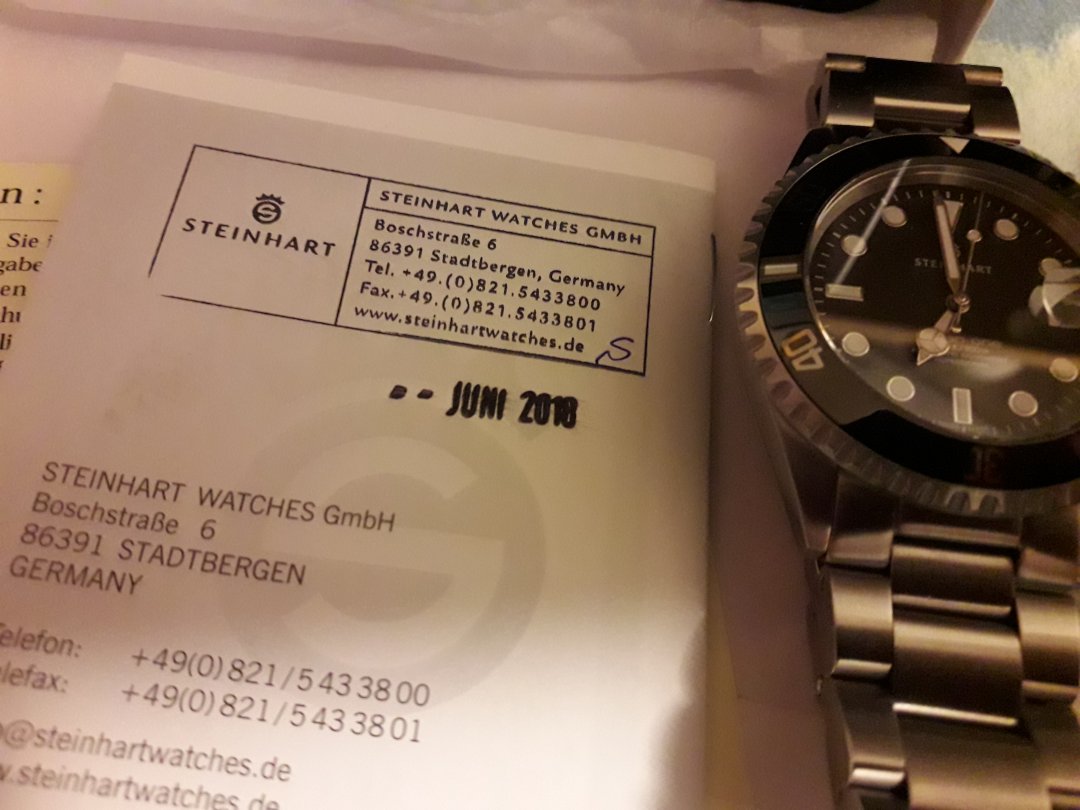 n :
Sie
gabe
en
STEINHART
STEINHART WATCHES GMBH
Boschstraße 6
86391 Stadtbergen, Germany
Tel. +49.(0)821.5433800
Fax.+49.(0)821.5433801
www.steinhartwatches.de
S
-- JUNI 2018
STEINHART WATCHES GmbH
Boschstraße 6
86391 STADTBERGEN
GERMANY
Telefon: +49(0)821/5433800
elefax: +49(0)821/5433801
@steinhartwatches.de
.steinhartwatches.de
STEINHART
40